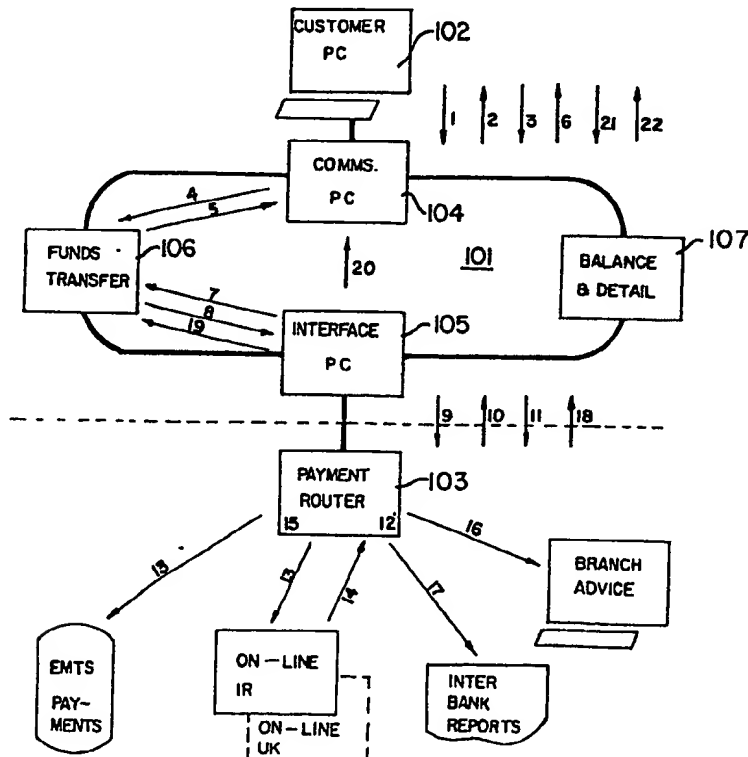 CUSTOMER
PC
102
1 2 3 6 21 22
COMMS.
PC
104
4
5
FUNDS
TRANSFER
106
20
101
107
BALANCE
& DETAIL
7
8
19
INTERFACE
PC
105
9 10 11 18
PAYMENT
ROUTER
103
15 12
16
13
13
14
17
BRANCH
ADVICE
EMTS
PAY-
MENTS
ON-LINE
IR
ON-LINE
UK
INTER
BANK
REPORTS